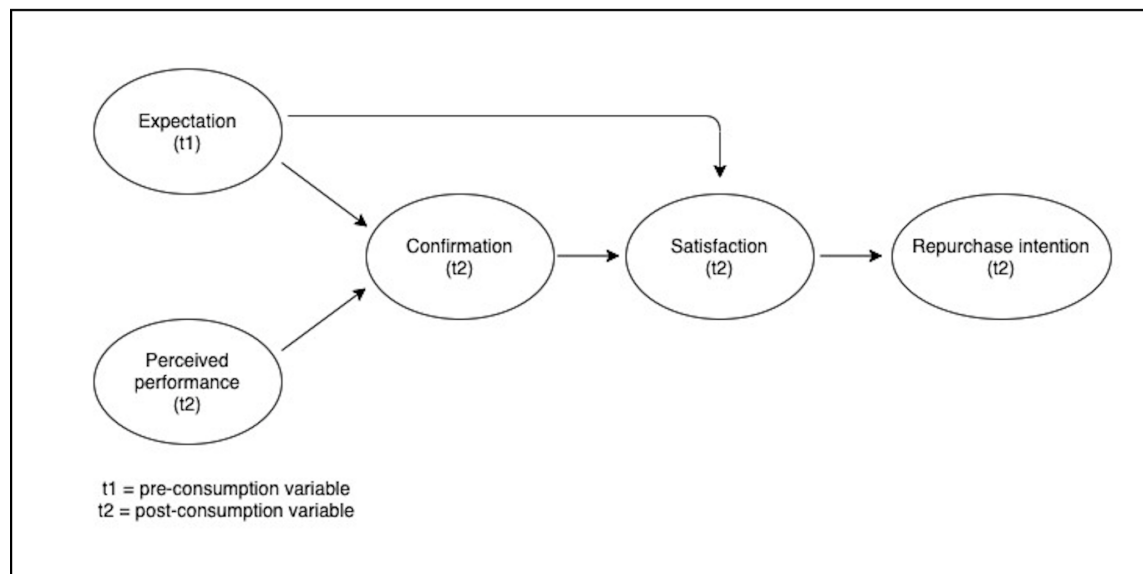 Expectation
(t1)
Confirmation
(t2)
Satisfaction
(t2)
Repurchase intention
(t2)
Perceived
performance
(t2)
t1 = pre-consumption variable
t2 = post-consumption variable